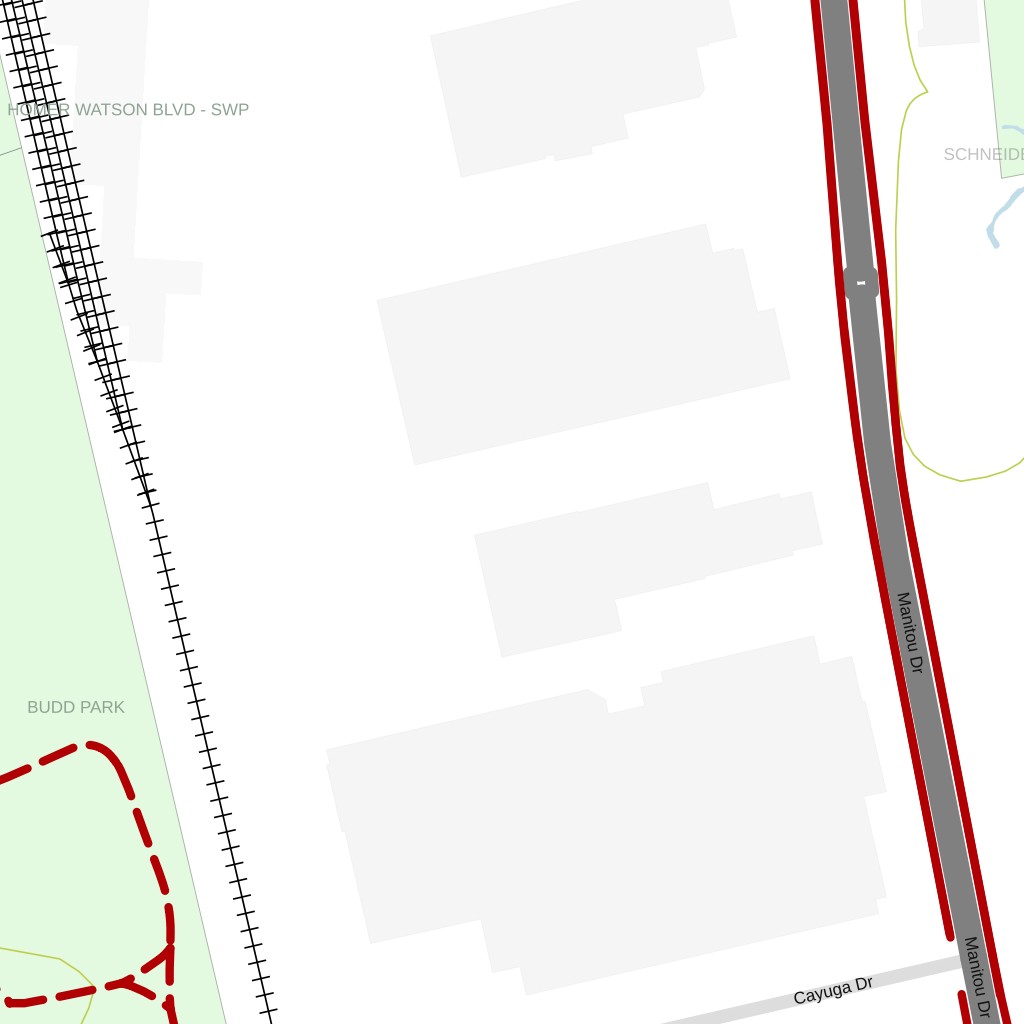 HOMER WATSON BLVD - SWP
SCHNEIDE
Manitou Dr
BUDD PARK
Manitou Dr
Cayuga Dr